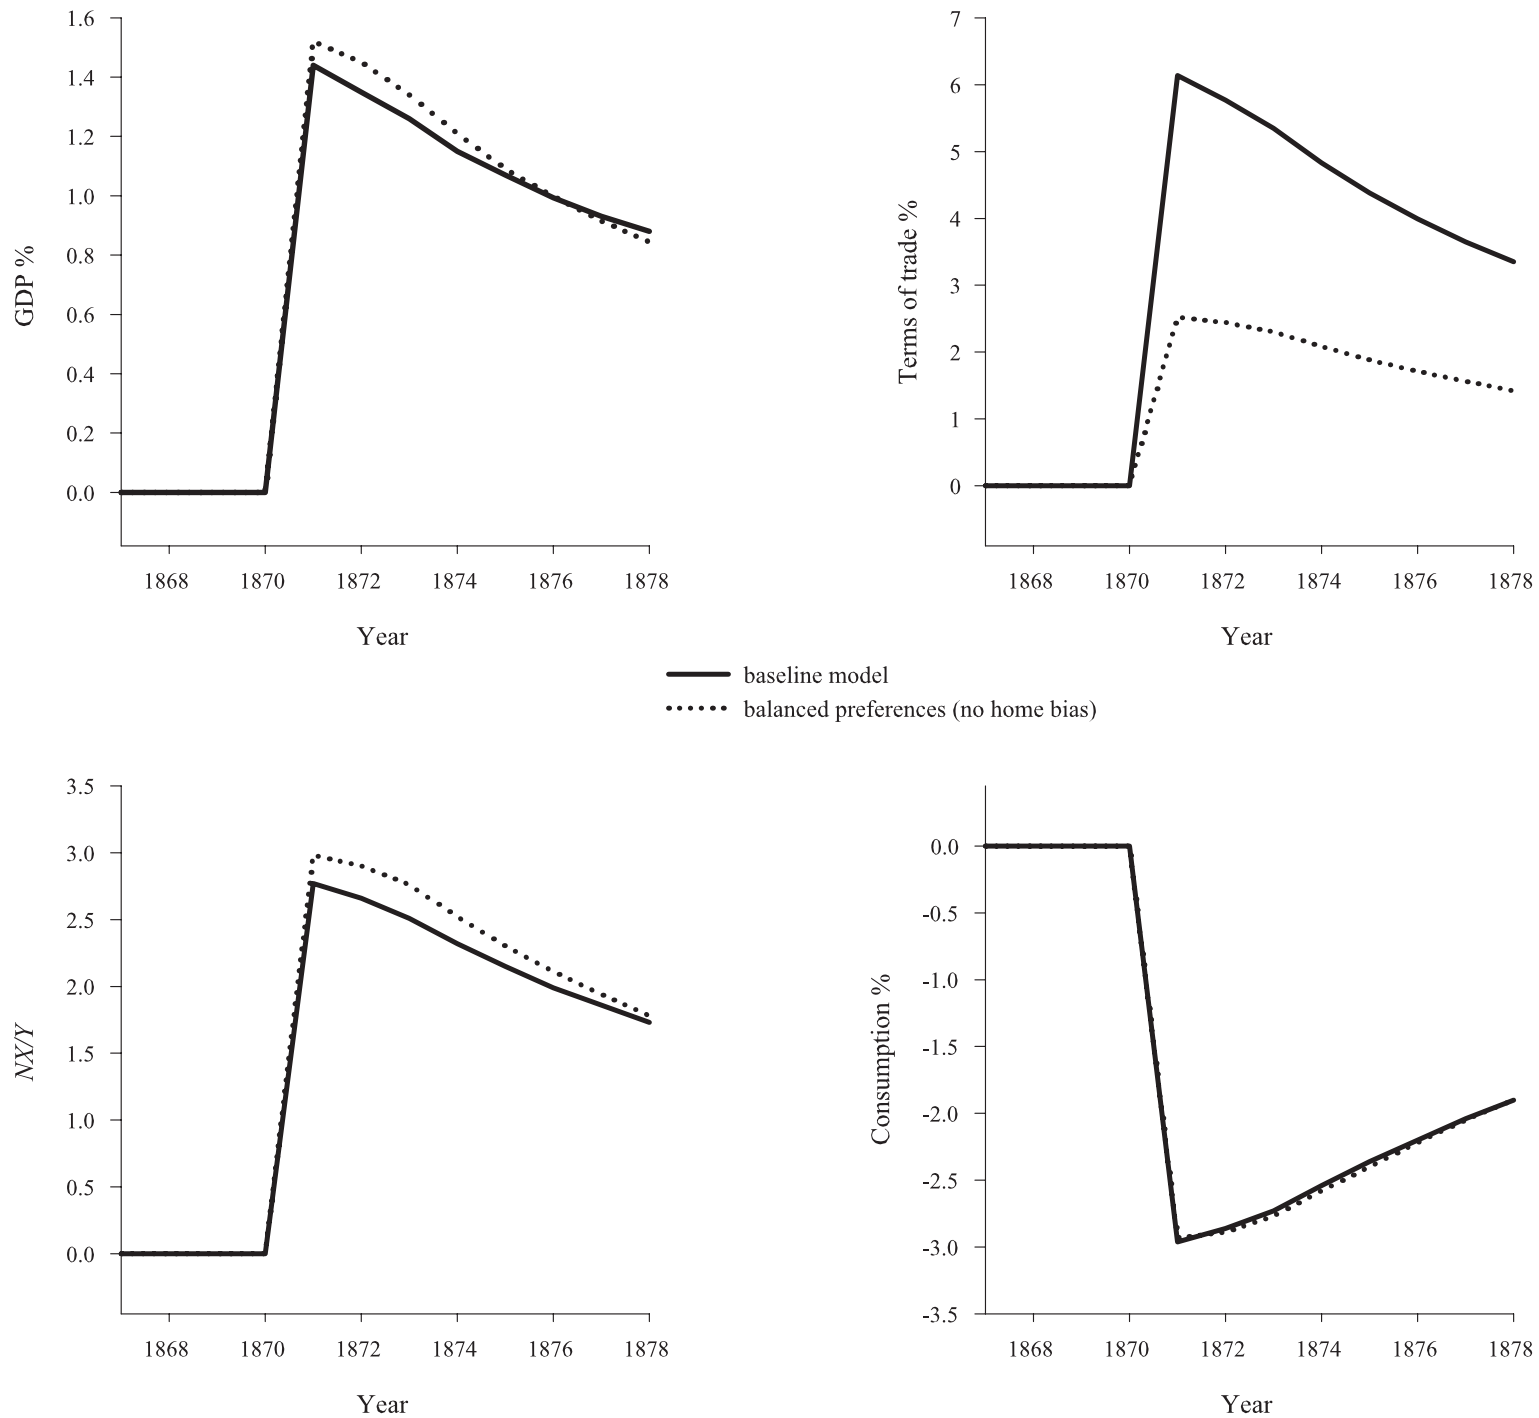 GDP %
1.6
1.4
1.2
1.0
0.8
0.6
0.4
0.2
0.0
1868 1870 1872 1874 1876 1878
Year
Terms of trade %
7
6
5
4
3
2
1
0
1868 1870 1872 1874 1876 1878
Year
baseline model
balanced preferences (no home bias)
NX/Y
3.5
3.0
2.5
2.0
1.5
1.0
0.5
0.0
1868 1870 1872 1874 1876 1878
Year
Consumption %
0.0
-0.5
-1.0
-1.5
-2.0
-2.5
-3.0
-3.5
1868 1870 1872 1874 1876 1878
Year